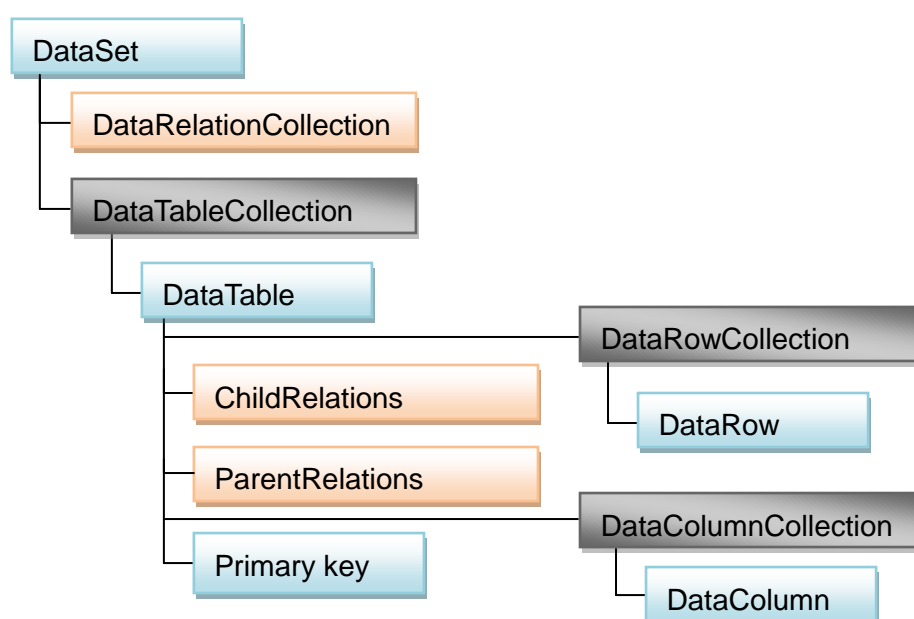 DataSet
DataRelationCollection
DataTableCollection
DataTable
DataRowCollection
ChildRelations
DataRow
ParentRelations
DataColumnCollection
Primary key
DataColumn